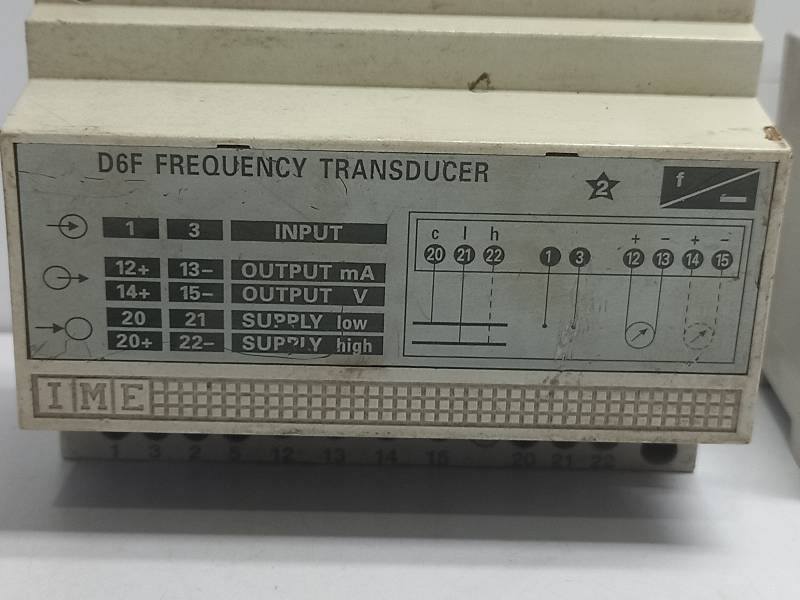 D6F FREQUENCY TRANSDUCER
2
f
1 3 INPUT
12+ 13– OUTPUT mA
14+ 15– OUTPUT V
20 21 SUPPLY low
20+ 22– SUPPLY high
c l h + – + –
20 21 22 1 3 12 13 14 15
IME
1 3 2 5 12 13 14 15 20 21 22